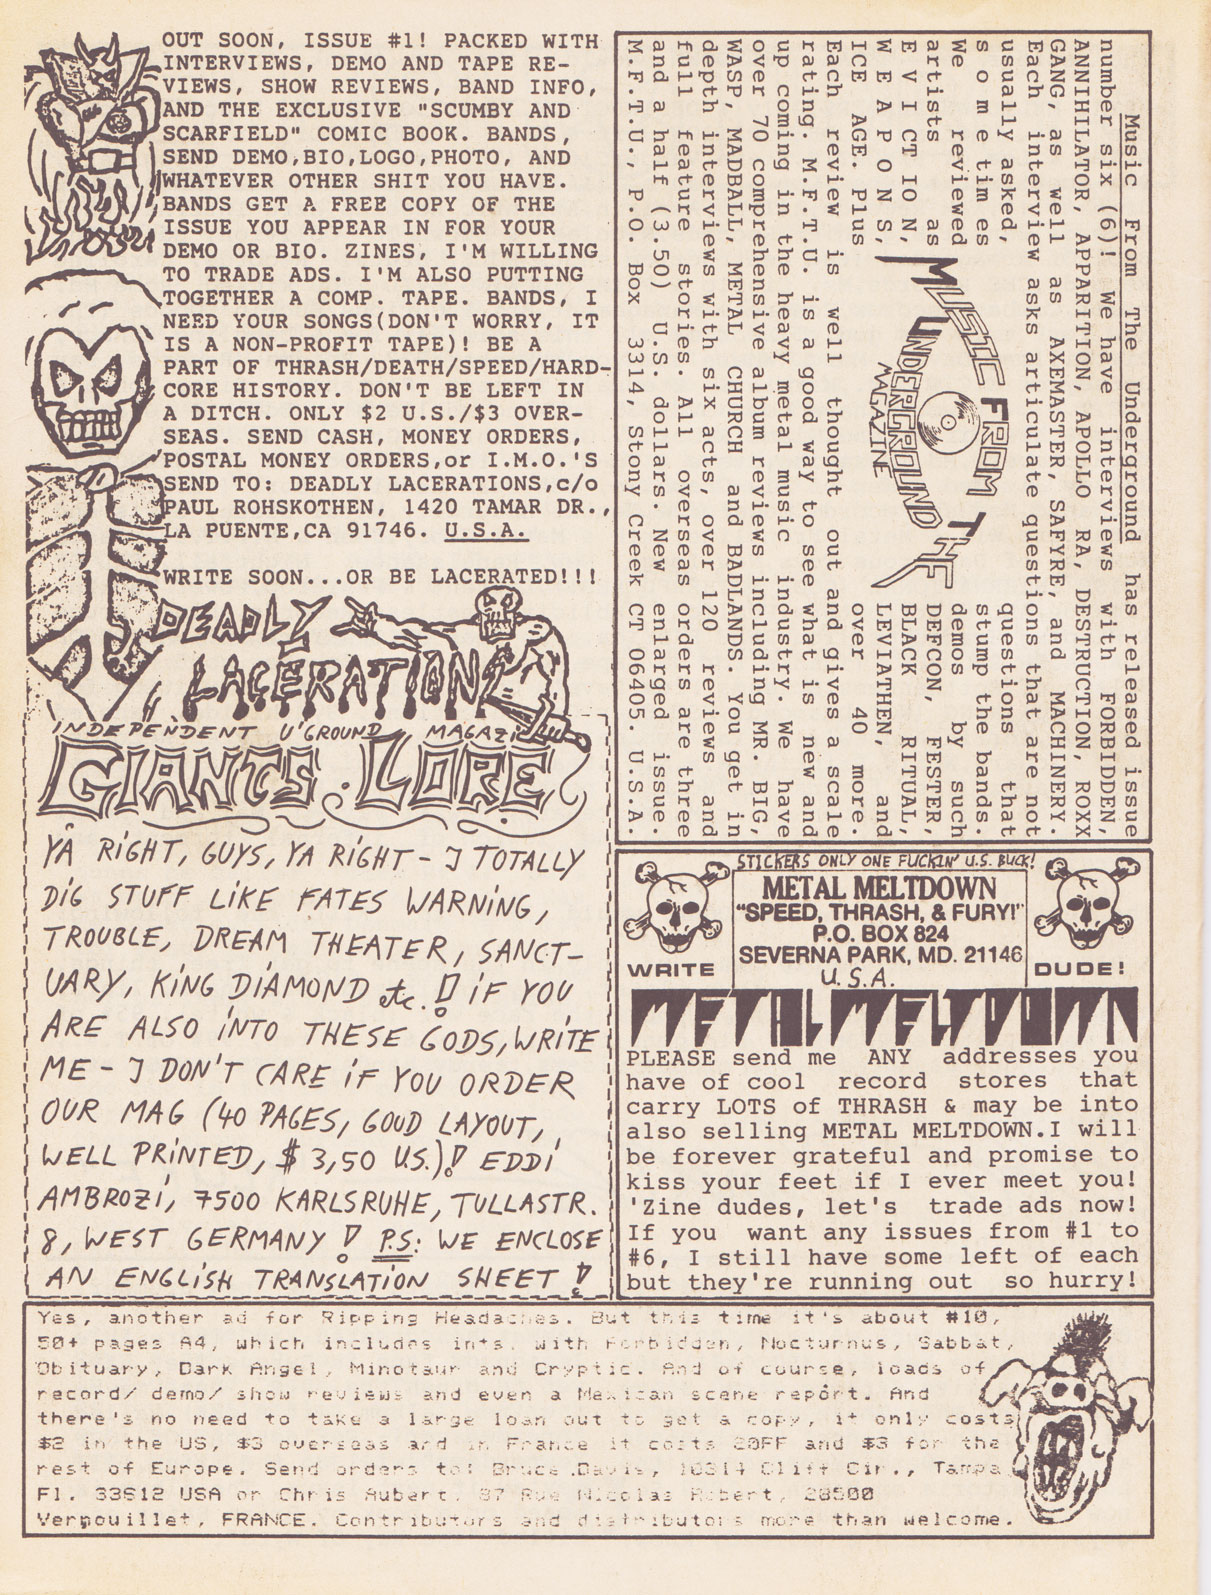 OUT SOON, ISSUE #1! PACKED WITH
INTERVIEWS, DEMO AND TAPE RE-
VIEWS, SHOW REVIEWS, BAND INFO,
AND THE EXCLUSIVE "SCUMBY AND
SCARFIELD" COMIC BOOK. BANDS,
SEND DEMO,BIO,LOGO,PHOTO, AND
WHATEVER OTHER SHIT YOU HAVE.
BANDS GET A FREE COPY OF THE
ISSUE YOU APPEAR IN FOR YOUR
DEMO OR BIO. ZINES, I'M WILLING
TO TRADE ADS. I'M ALSO PUTTING
TOGETHER A COMP. TAPE. BANDS, I
NEED YOUR SONGS(DON'T WORRY, IT
IS A NON-PROFIT TAPE)! BE A
PART OF THRASH/DEATH/SPEED/HARD-
CORE HISTORY. DON'T BE LEFT IN
A DITCH. ONLY $2 U.S./$3 OVER-
SEAS. SEND CASH, MONEY ORDERS,
POSTAL MONEY ORDERS,or I.M.O.'S
SEND TO: DEADLY LACERATIONS,c/o
PAUL ROHSKOTHEN, 1420 TAMAR DR.,
LA PUENTE,CA 91746. U.S.A.
WRITE SOON...OR BE LACERATED!!!
DEADLY
LACERATIONZ
INDEPENDENT U'GROUND MAGAZI
GIANTS LORE
YÅ RiGHT, GUYS, YA RiGHT - I TOTALLY
DiG STUFF LiKE FATES WARNiNG,
TROUBLE, DREAM THEATER, SANCT-
UARY, KiNG DiAMOND etc.! iF YOU
ARE ALSO iNTO THESE GODS, WRiTE
ME - I DON'T CARE iF YOU ORDER
OUR MAG (40 PAGES, GOUD LAYOUT,
WELL PRiNTED, $ 3,50 U.S.)! EDDi
AMBROZi, 7500 KARLSRUHE, TULLASTR.
8, WEST GERMANY! P.S: WE ENCLOSE
AN ENGLiSH TRANSLATiON SHEET!
Music From The Underground has released issue
number six (6)! We have interviews with FORBIDDEN,
ANNIHILATOR, APPARITION, APOLLO RA, DESTRUCTION, ROXX
GANG, as well as AXEMASTER, SAFYRE, and MACHINERY.
Each interview asks articulate questions that are not
usually asked, questions that
some times stump the bands.
We reviewed demos by such
artists as DEFCON, FESTER,
EVICTION, BLACK RITUAL,
WEAPONS, LEVIATHEN, and
ICE AGE. Plus over 40 more.
MUSIC FROM THE
UNDERGROUND
MAGAZINE
Each review is well thought out and gives a scale
rating. M.F.T.U. is a good way to see what is new and
up coming in the heavy metal music industry. We have
over 70 comprehensive album reviews including MR. BIG,
WASP, MADBALL, METAL CHURCH and BADLANDS. You get in
depth interviews with six acts, over 120 reviews and
full feature stories. All overseas orders are three
and a half (3.50) U.S. dollars. New enlarged issue.
M.F.T.U., P.O. Box 3314, Stony Creek CT 06405. U.S.A.
STICKERS ONLY ONE FUCKIN' U.S. BUCK!
METAL MELTDOWN
"SPEED, THRASH, & FURY!"
P.O. BOX 824
SEVERNA PARK, MD. 21146
U.S.A.
WRITE
DUDE!
METAL MELTDOWN
PLEASE send me ANY addresses you
have of cool record stores that
carry LOTS of THRASH & may be into
also selling METAL MELTDOWN.I will
be forever grateful and promise to
kiss your feet if I ever meet you!
'Zine dudes, let's trade ads now!
If you want any issues from #1 to
#6, I still have some left of each
but they're running out so hurry!
Yes, another ad for Ripping Headaches. But this time it's about #10,
50+ pages A4, which includes ints. with Forbidden, Nocturnus, Sabbat,
Obituary, Dark Angel, Minotaur and Cryptic. And of course, loads of
record/ demo/ show reviews and even a Mexican scene report. And
there's no need to take a large loan out to get a copy, it only costs
$2 in the US, $3 overseas and in France it costs 20FF and $3 for the
rest of Europe. Send orders to: Bruce Davis, 10314 Cliff Cir., Tampa
Fl. 33612 USA or Chris Aubert, 37 Rue Nicolas Robert, 28500
Vernouillet, FRANCE. Contributors and distributors more than welcome.